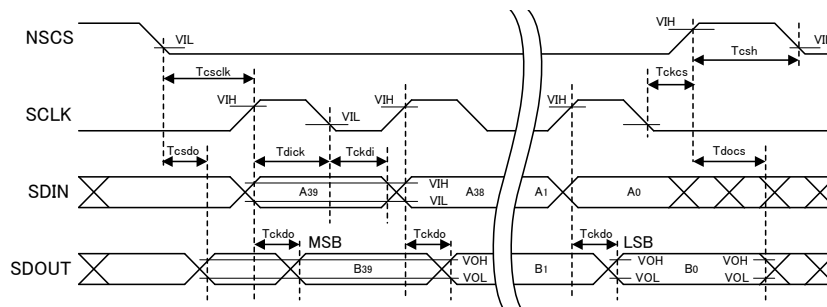 NSCS VIL VIH Tcsh VIL
Tcsclk Tckcs
SCLK VIH VIL VIH VIH
Tcsdo Tdick Tckdi Tdocs
SDIN A39 VIH VIL A38 A1 A0
Tckdo MSB Tckdo Tckdo LSB
SDOUT B39 VOH VOL B1 VOH VOL B0 VOH VOL